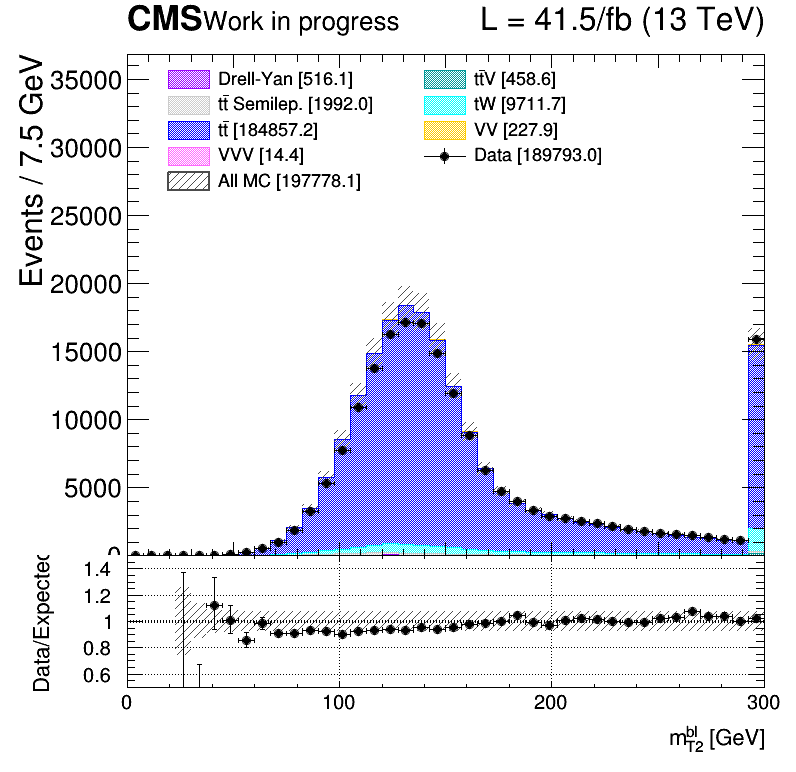 CMS Work in progress L = 41.5/fb (13 TeV)
Events / 7.5 GeV
35000
30000
25000
20000
15000
10000
5000
0
Drell-Yan [516.1]
tt̄ Semilep. [1992.0]
tt̄ [184857.2]
VVV [14.4]
All MC [197778.1]
tt̄V [458.6]
tW [9711.7]
VV [227.9]
Data [189793.0]
Data/Expected
1.4
1.2
1
0.8
0.6
0 100 200 300
m_{T2}^{bl} [GeV]